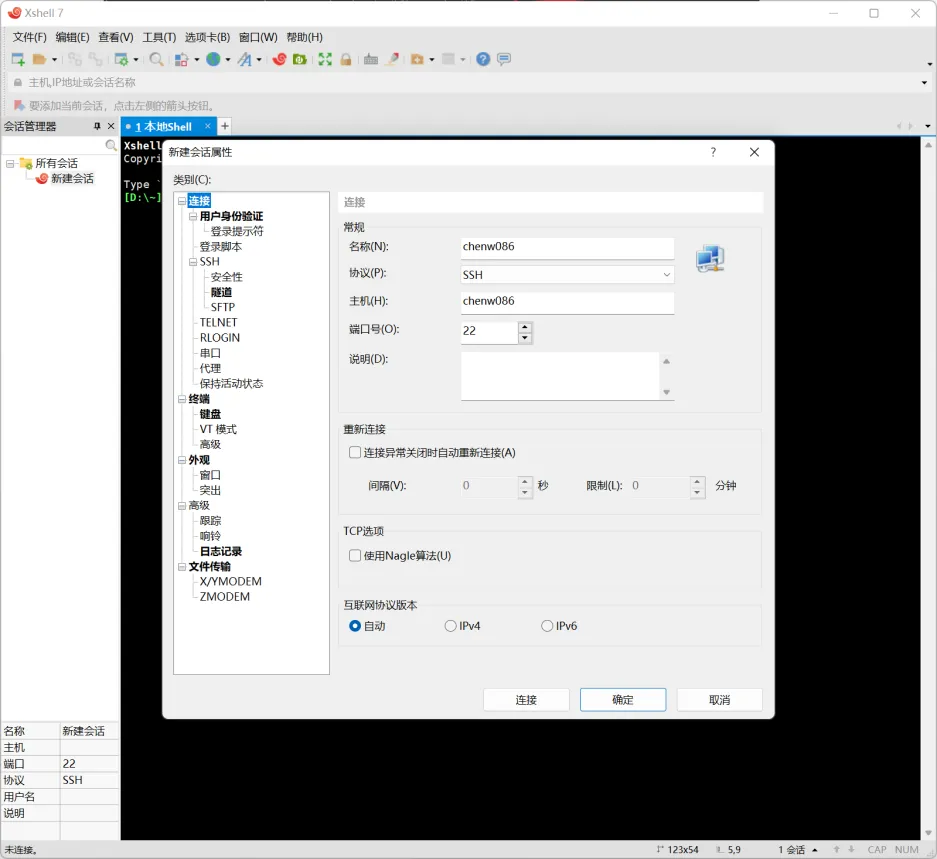 Xshell 7
文件(F) 编辑(E) 查看(V) 工具(T) 选项卡(B) 窗口(W) 帮助(H)
主机,IP地址或会话名称
要添加当前会话，点击左侧的箭头按钮。
会话管理器
1 本地Shell
所有会话
新建会话
Xshell
Copyri
Type `
[D:\~]
新建会话属性
类别(C):
连接
用户身份验证
登录提示符
登录脚本
SSH
安全性
隧道
SFTP
TELNET
RLOGIN
串口
代理
保持活动状态
终端
键盘
VT 模式
高级
外观
窗口
突出
高级
跟踪
响铃
日志记录
文件传输
X/YMODEM
ZMODEM
连接
常规
名称(N): chenw086
协议(P): SSH
主机(H): chenw086
端口号(O): 22
说明(D):
重新连接
连接异常关闭时自动重新连接(A)
间隔(V): 0 秒 限制(L): 0 分钟
TCP选项
使用Nagle算法(U)
互联网协议版本
自动 IPv4 IPv6
连接 确定 取消
名称 新建会话
主机
端口 22
协议 SSH
用户名
说明
未连接。 123x54 5,9 1 会话 CAP NUM